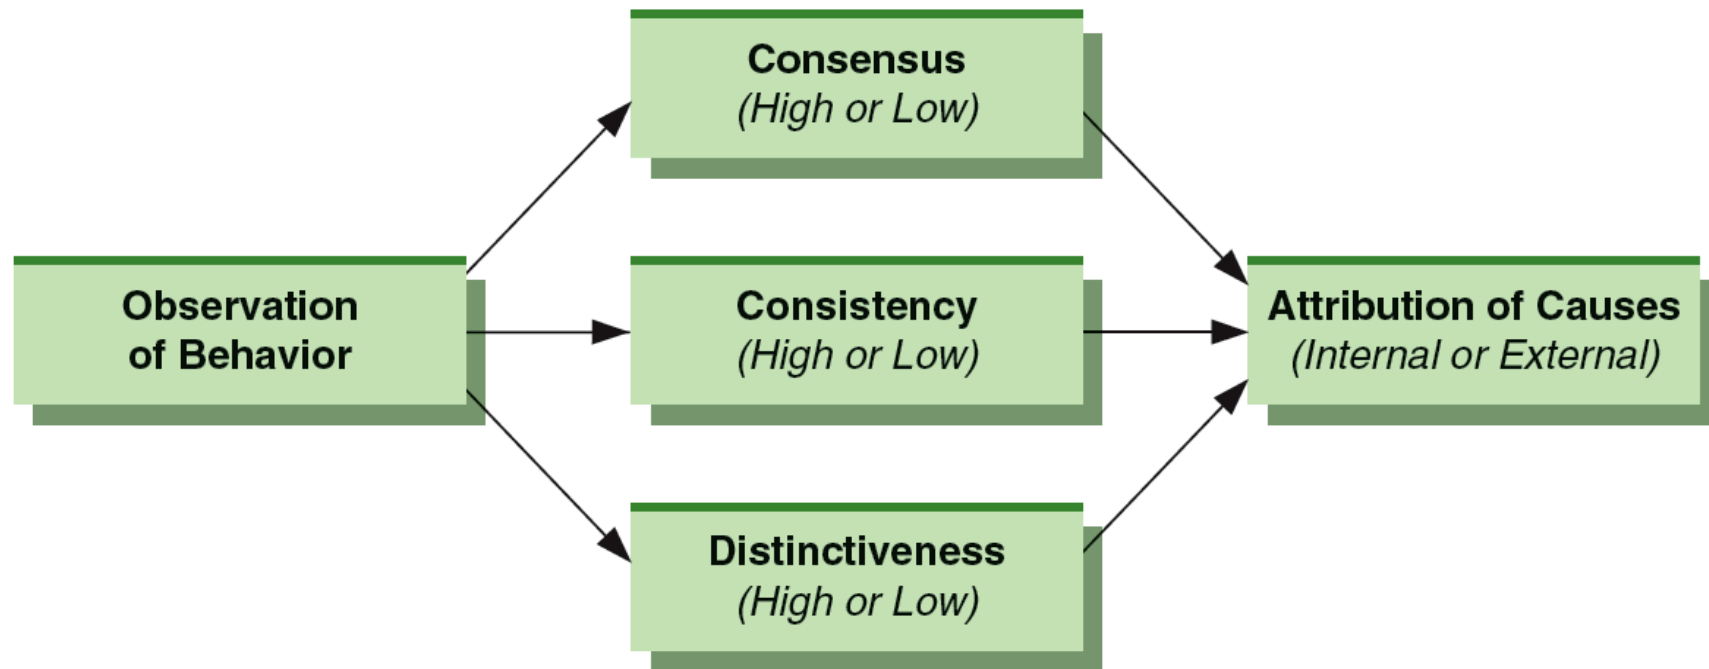 Consensus
(High or Low)
Observation
of Behavior
Consistency
(High or Low)
Attribution of Causes
(Internal or External)
Distinctiveness
(High or Low)